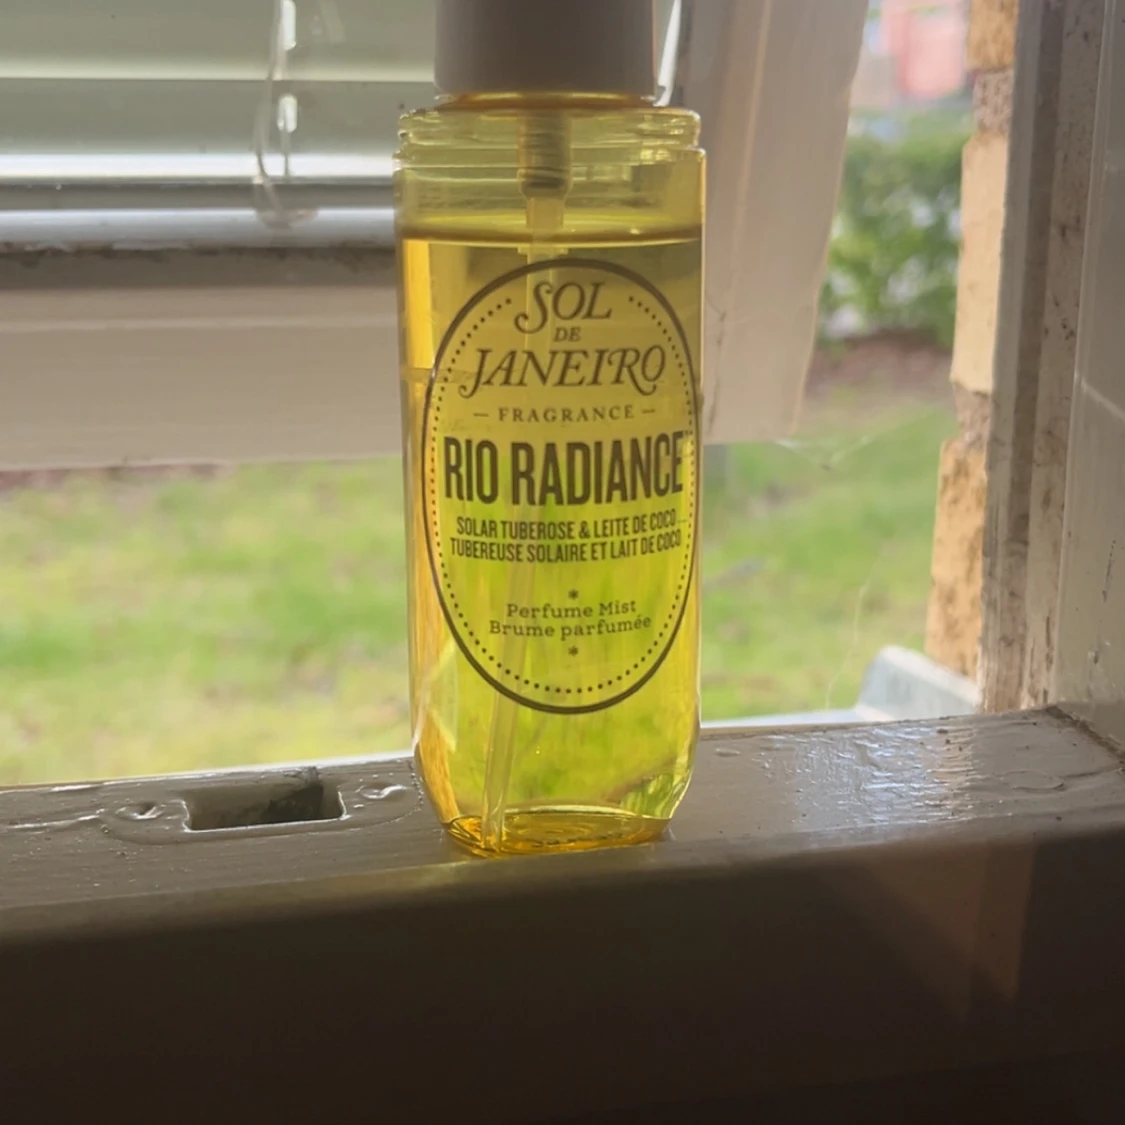 SOL
DE
JANEIRO
— FRAGRANCE —
RIO RADIANCE™
SOLAR TUBEROSE & LEITE DE COCO
TUBEREUSE SOLAIRE ET LAIT DE COCO
*
Perfume Mist
Brume parfumée
*